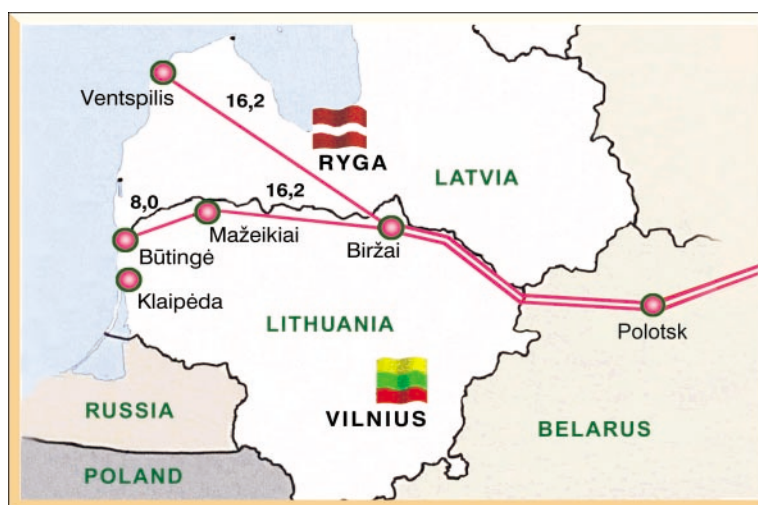 Ventspilis
16,2
RYGA
LATVIA
8,0
16,2
Mažeikiai
Biržai
Būtingė
Klaipėda
LITHUANIA
Polotsk
RUSSIA
VILNIUS
BELARUS
POLAND